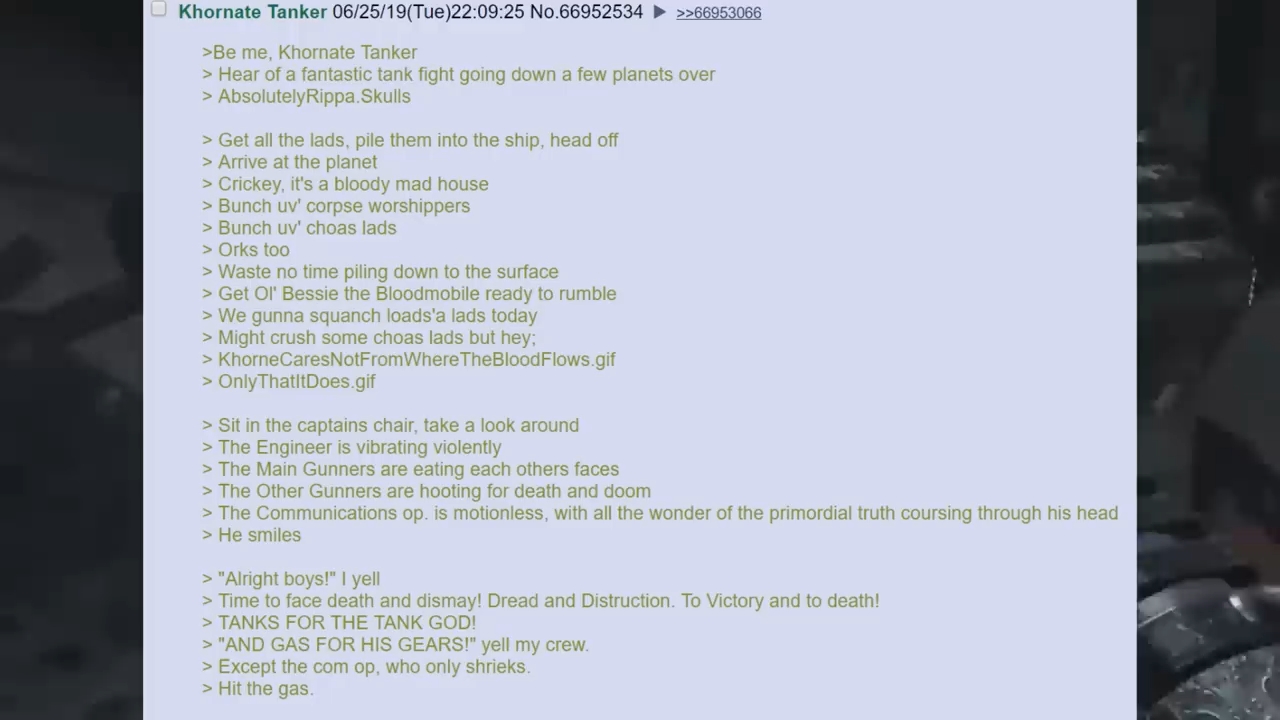 Khornate Tanker 06/25/19(Tue)22:09:25 No.66952534 ▶ >>66953066
>Be me, Khornate Tanker
> Hear of a fantastic tank fight going down a few planets over
> AbsolutelyRippa.Skulls
> Get all the lads, pile them into the ship, head off
> Arrive at the planet
> Crickey, it's a bloody mad house
> Bunch uv' corpse worshippers
> Bunch uv' choas lads
> Orks too
> Waste no time piling down to the surface
> Get Ol' Bessie the Bloodmobile ready to rumble
> We gunna squanch loads'a lads today
> Might crush some choas lads but hey;
> KhorneCaresNotFromWhereTheBloodFlows.gif
> OnlyThatItDoes.gif
> Sit in the captains chair, take a look around
> The Engineer is vibrating violently
> The Main Gunners are eating each others faces
> The Other Gunners are hooting for death and doom
> The Communications op. is motionless, with all the wonder of the primordial truth coursing through his head
> He smiles
> "Alright boys!" I yell
> Time to face death and dismay! Dread and Distruction. To Victory and to death!
> TANKS FOR THE TANK GOD!
> "AND GAS FOR HIS GEARS!" yell my crew.
> Except the com op, who only shrieks.
> Hit the gas.